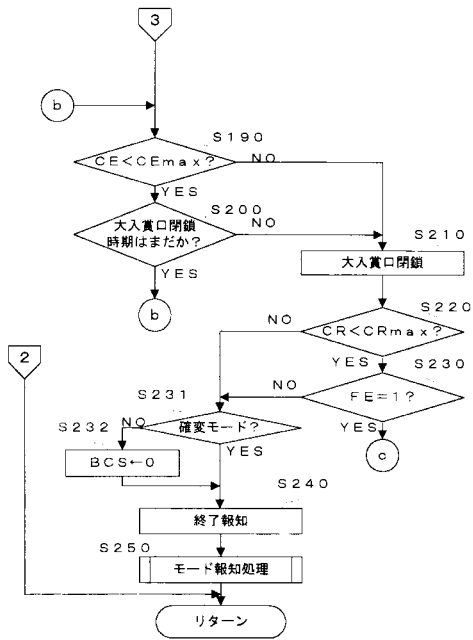 3
b
S190
CE<CEmax?
NO
YES
S200
大入賞口閉鎖
時期はまだか?
NO
YES
b
S210
大入賞口閉鎖
S220
CR<CRmax?
NO
YES
S230
FE=1?
NO
YES
c
2
S231
確変モード?
NO
YES
S232
BCS←0
S240
終了報知
S250
モード報知処理
リターン